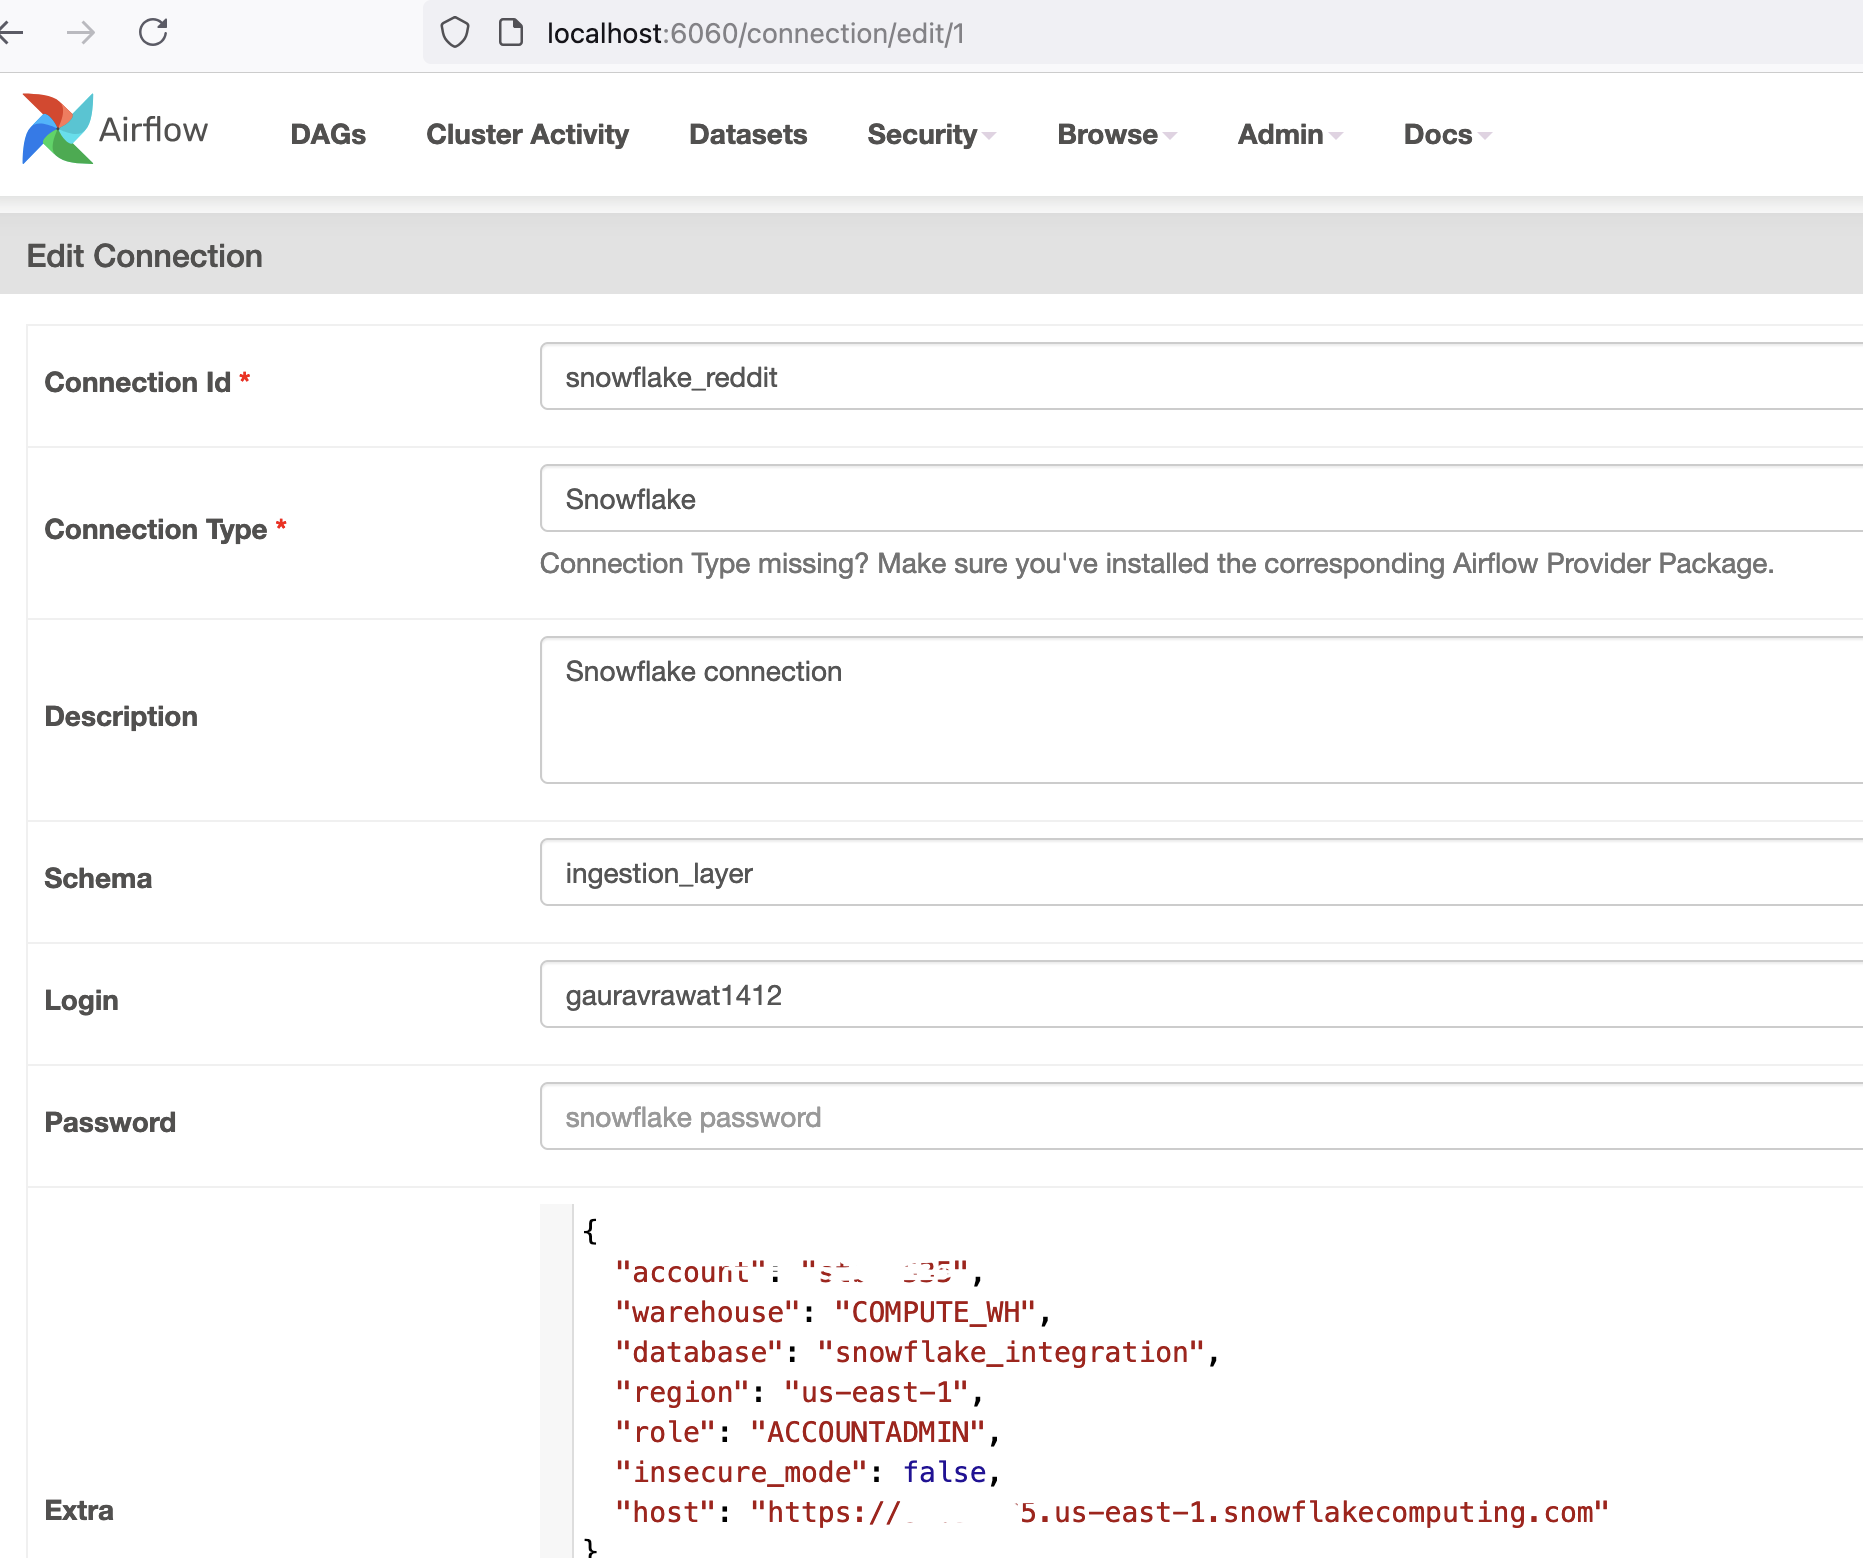 localhost:6060/connection/edit/1
Airflow DAGs Cluster Activity Datasets Security Browse Admin Docs
Edit Connection
Connection Id * snowflake_reddit
Connection Type * Snowflake
Connection Type missing? Make sure you've installed the corresponding Airflow Provider Package.
Description Snowflake connection
Schema ingestion_layer
Login gauravrawat1412
Password snowflake password
Extra
{
"account": 
"warehouse": "COMPUTE_WH",
"database": "snowflake_integration",
"region": "us-east-1",
"role": "ACCOUNTADMIN",
"insecure_mode": false,
"host": "https:// 5.us-east-1.snowflakecomputing.com"
}